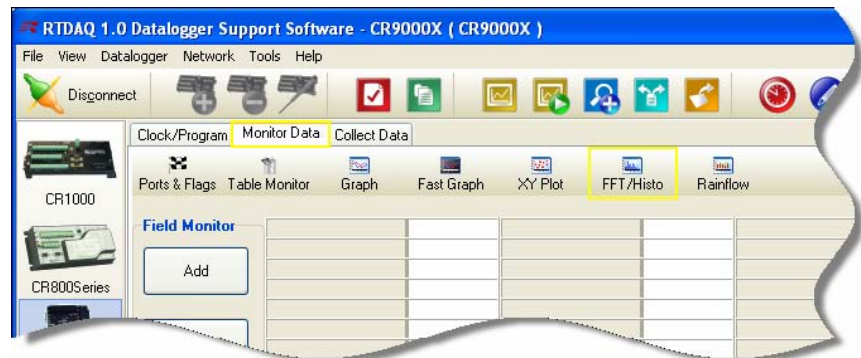 RTDAQ 1.0 Datalogger Support Software - CR9000X ( CR9000X )
File View Datalogger Network Tools Help
Disconnect
Clock/Program Monitor Data Collect Data
Ports & Flags Table Monitor Graph Fast Graph XY Plot FFT/Histo Rainflow
CR1000
Field Monitor
Add
CR800Series